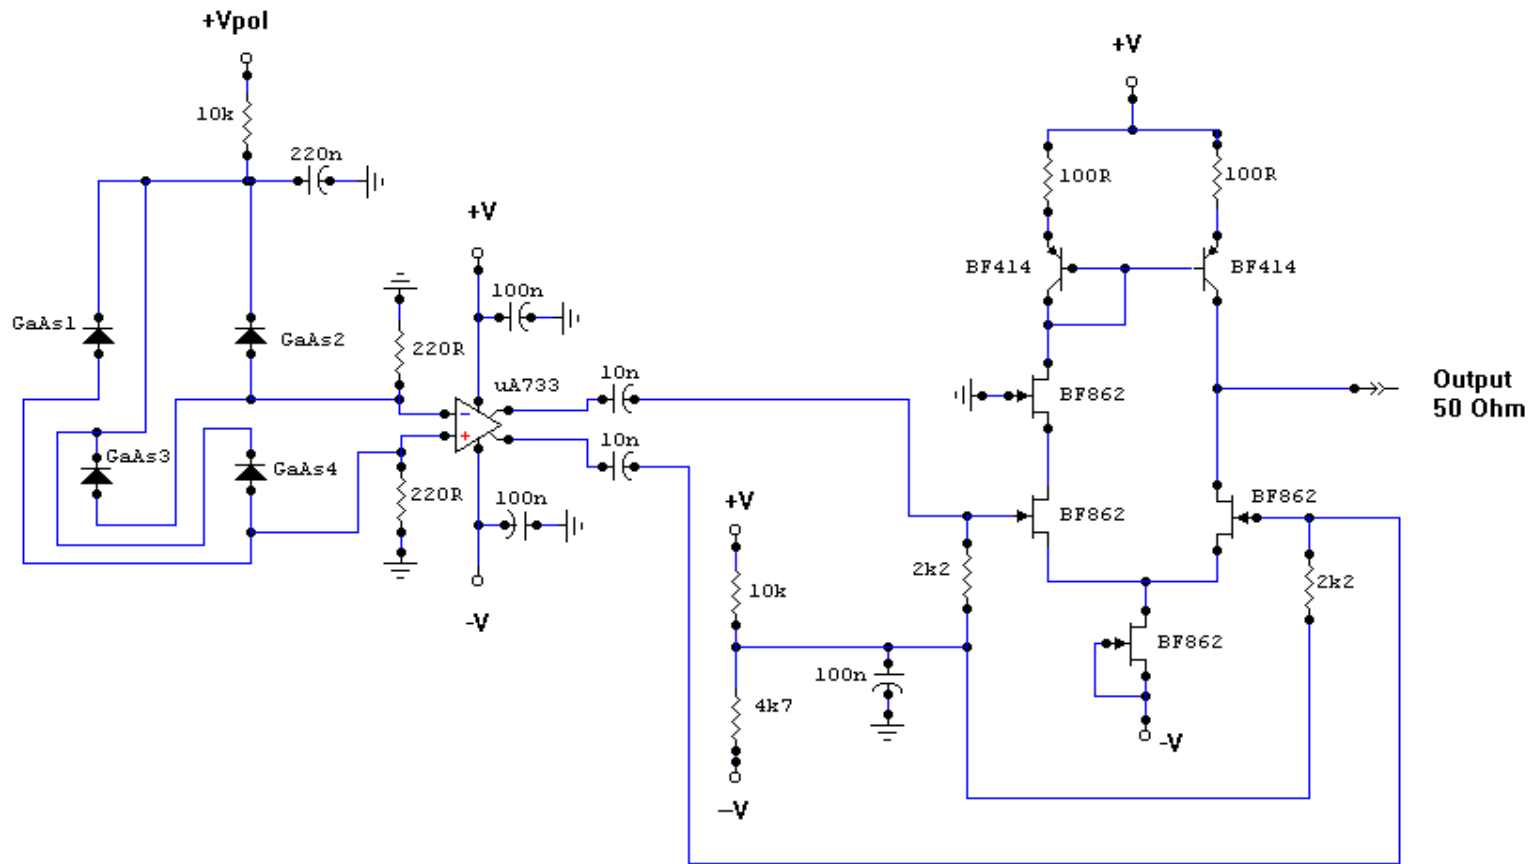 +Vpol
10k
220n
GaAs1
GaAs2
GaAs3
GaAs4
+V
100n
220R
uA733
-
+
220R
100n
-V
10n
10n
+V
10k
4k7
–V
100n
2k2
+V
100R
100R
BF414
BF414
BF862
BF862
BF862
2k2
BF862
-V
Output
50 Ohm